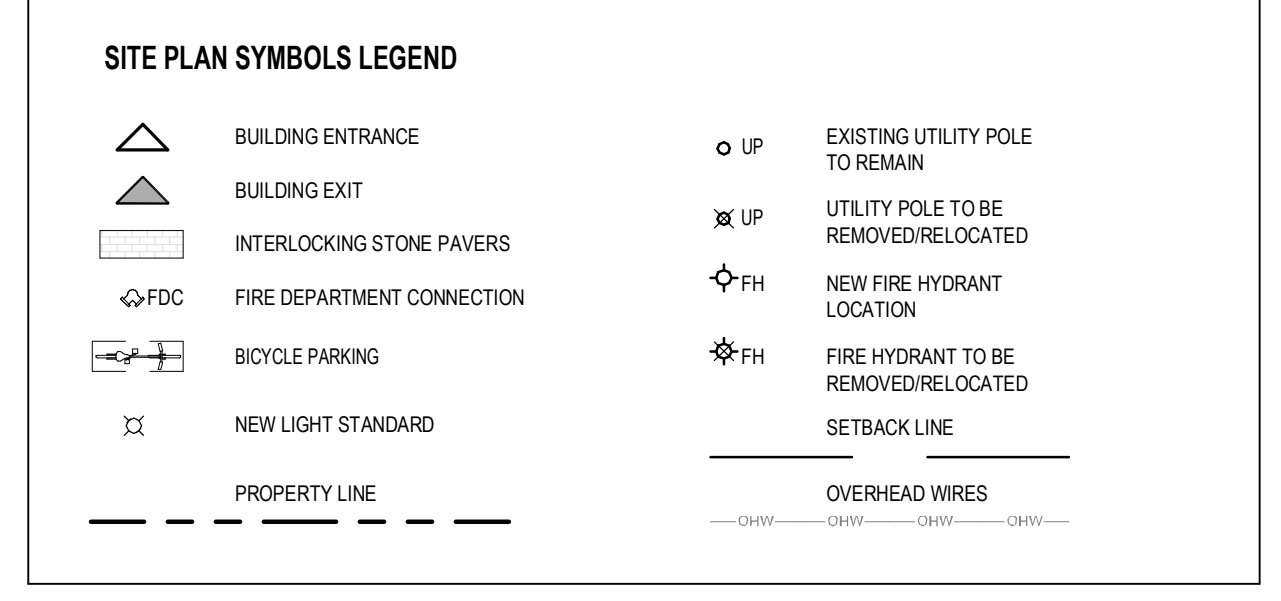 SITE PLAN SYMBOLS LEGEND
BUILDING ENTRANCE
BUILDING EXIT
INTERLOCKING STONE PAVERS
FDC FIRE DEPARTMENT CONNECTION
BICYCLE PARKING
NEW LIGHT STANDARD
PROPERTY LINE
UP EXISTING UTILITY POLE
TO REMAIN
UP UTILITY POLE TO BE
REMOVED/RELOCATED
FH NEW FIRE HYDRANT
LOCATION
FH FIRE HYDRANT TO BE
REMOVED/RELOCATED
SETBACK LINE
OVERHEAD WIRES
OHW OHW OHW OHW